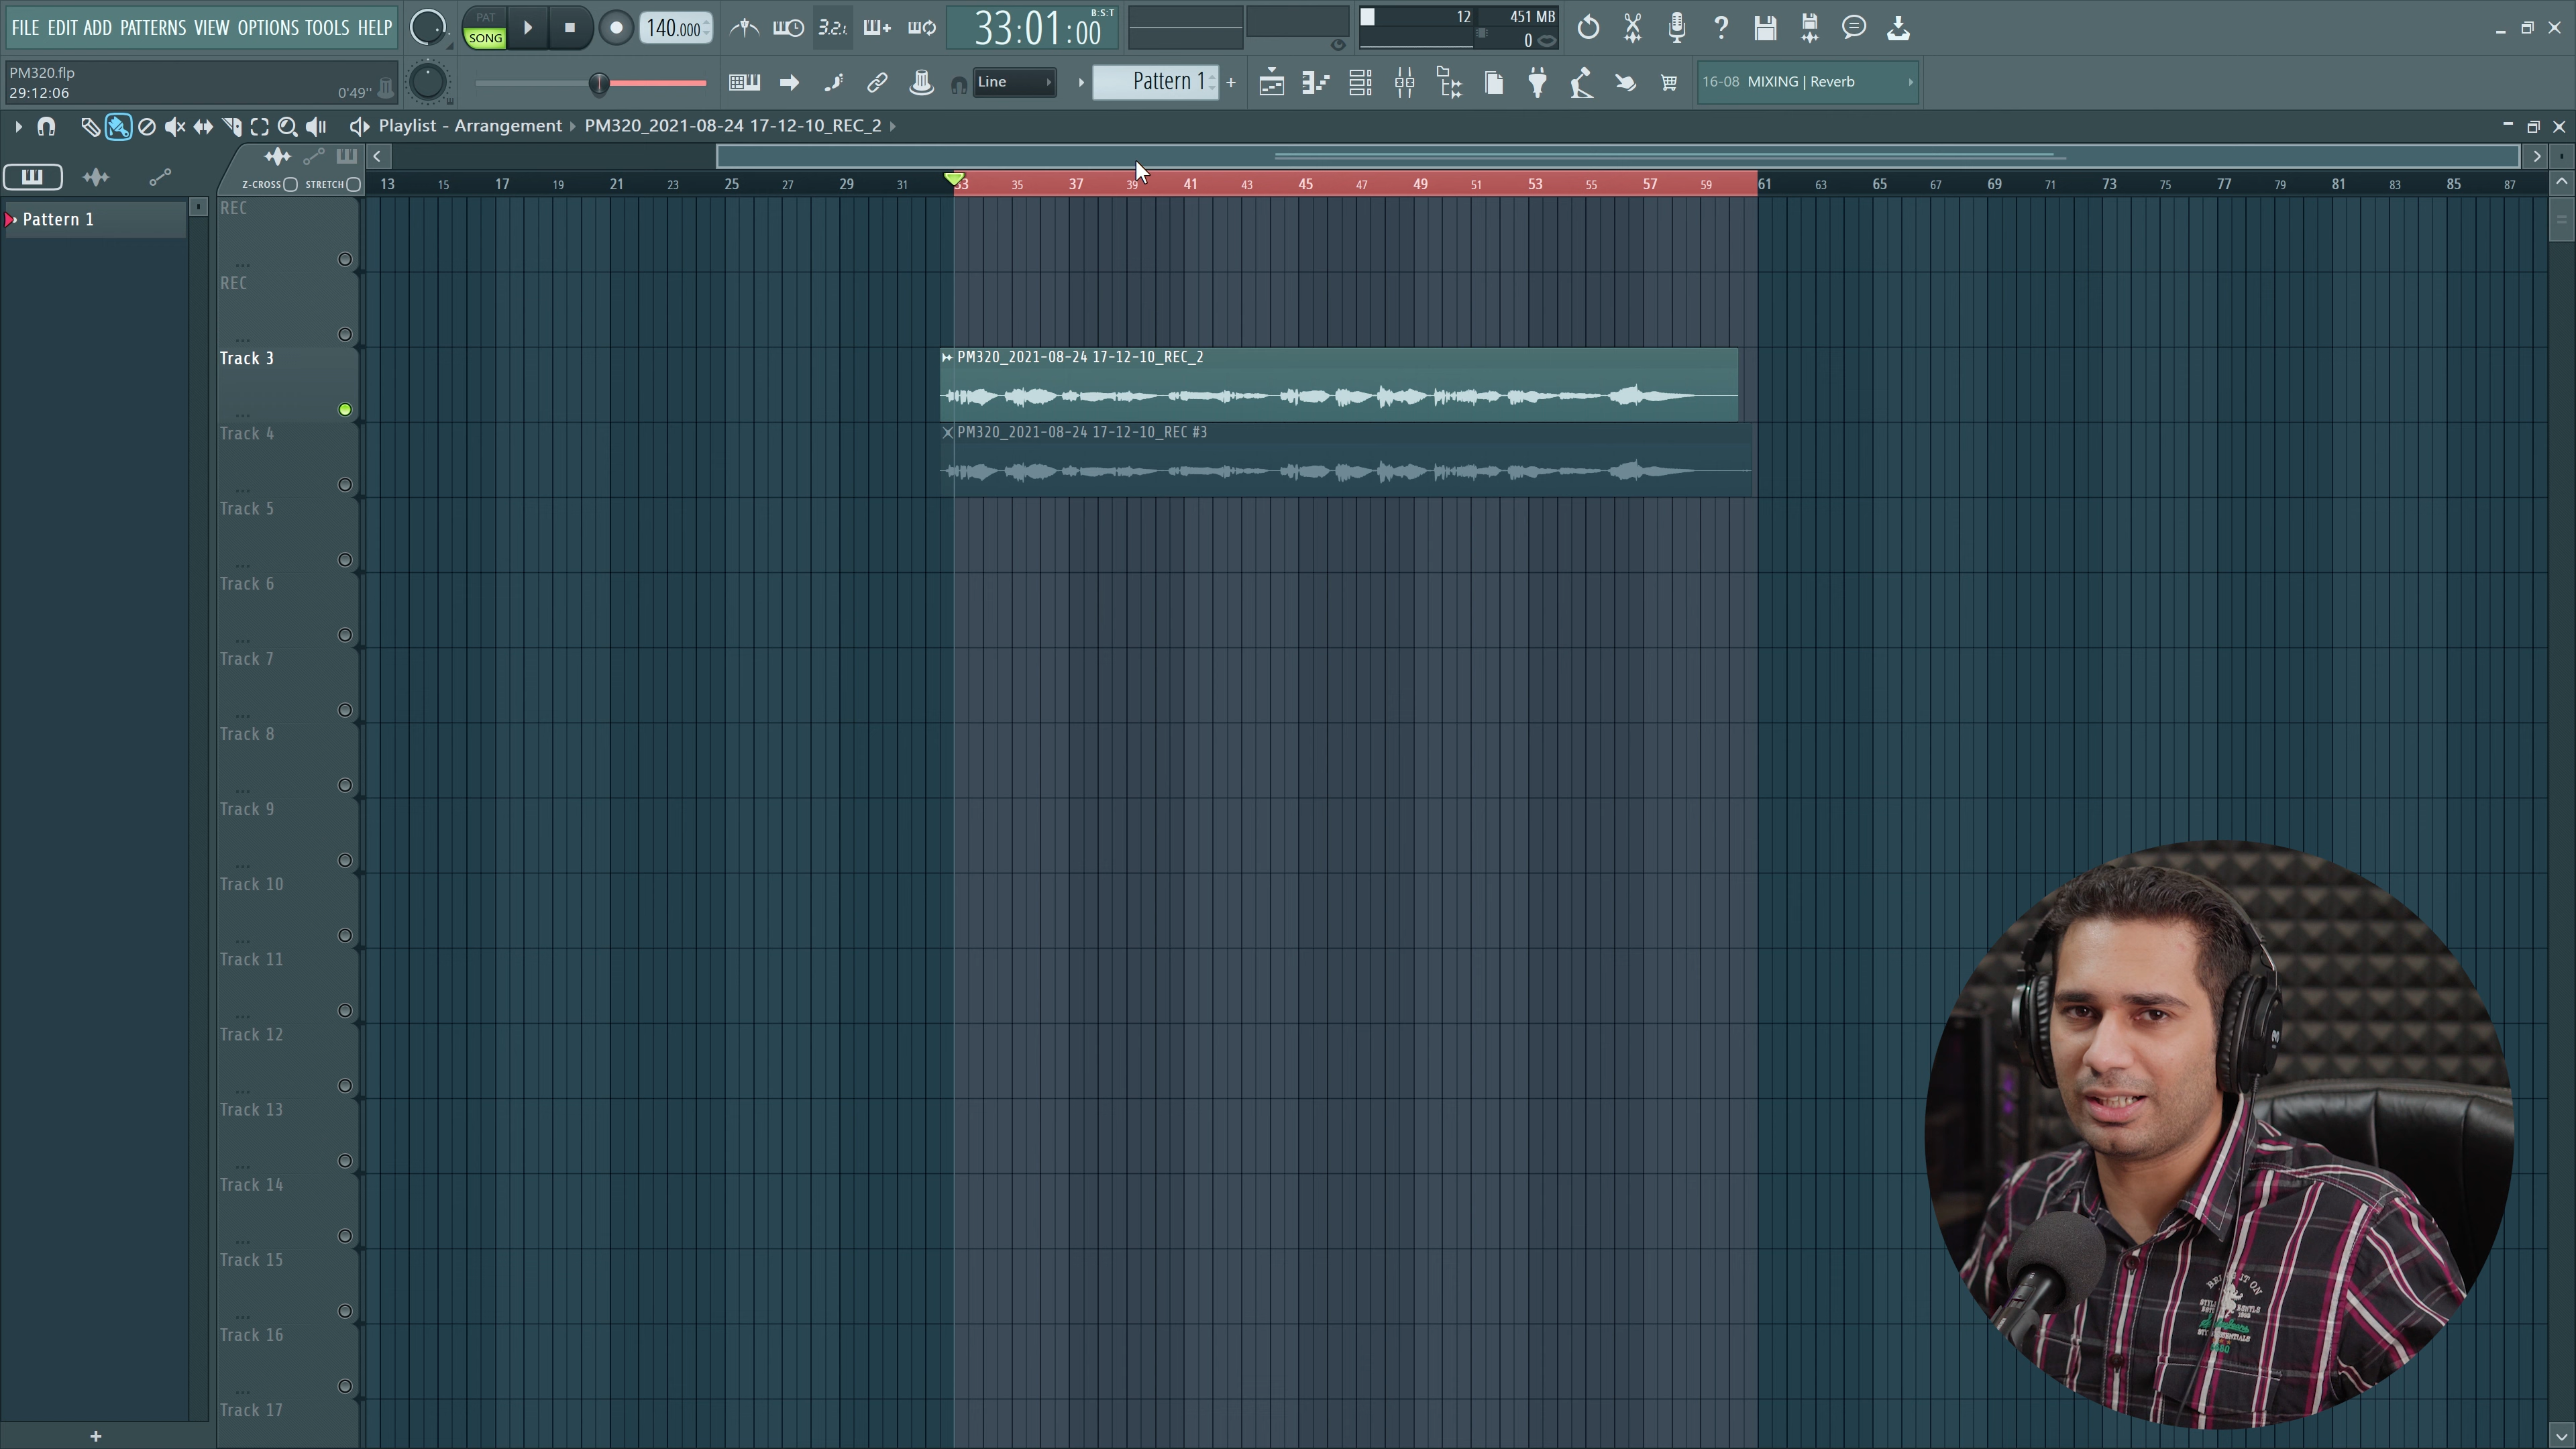 FILE EDIT ADD PATTERNS VIEW OPTIONS TOOLS HELP
PAT
SONG
140.000
3.2.
33:01:00
B:S:T
12
451 MB
0
PM320.flp
29:12:06
0'49''
Line
Pattern 1
+
16-08 MIXING | Reverb
Playlist - Arrangement
PM320_2021-08-24 17-12-10_REC_2
Z-CROSS
STRETCH
13 15 17 19 21 23 25 27 29 31 33 35 37 39 41 43 45 47 49 51 53 55 57 59 61 63 65 67 69 71 73 75 77 79 81 83 85 87
Pattern 1
REC
REC
Track 3
PM320_2021-08-24 17-12-10_REC_2
Track 4
PM320_2021-08-24 17-12-10_REC #3
Track 5
Track 6
Track 7
Track 8
Track 9
Track 10
Track 11
Track 12
Track 13
Track 14
Track 15
Track 16
Track 17
+